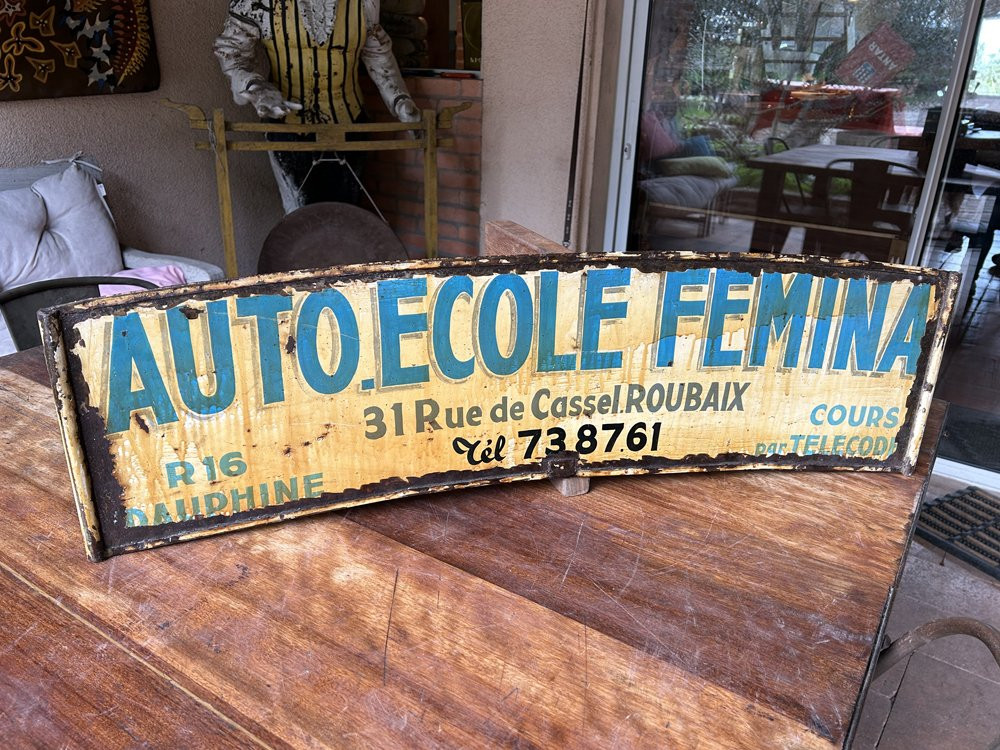 AUTO.ECOLE FEMINA
31 Rue de Cassel.ROUBAIX
Tél 73.87.61
R16
DAUPHINE
COURS
par TELECODE